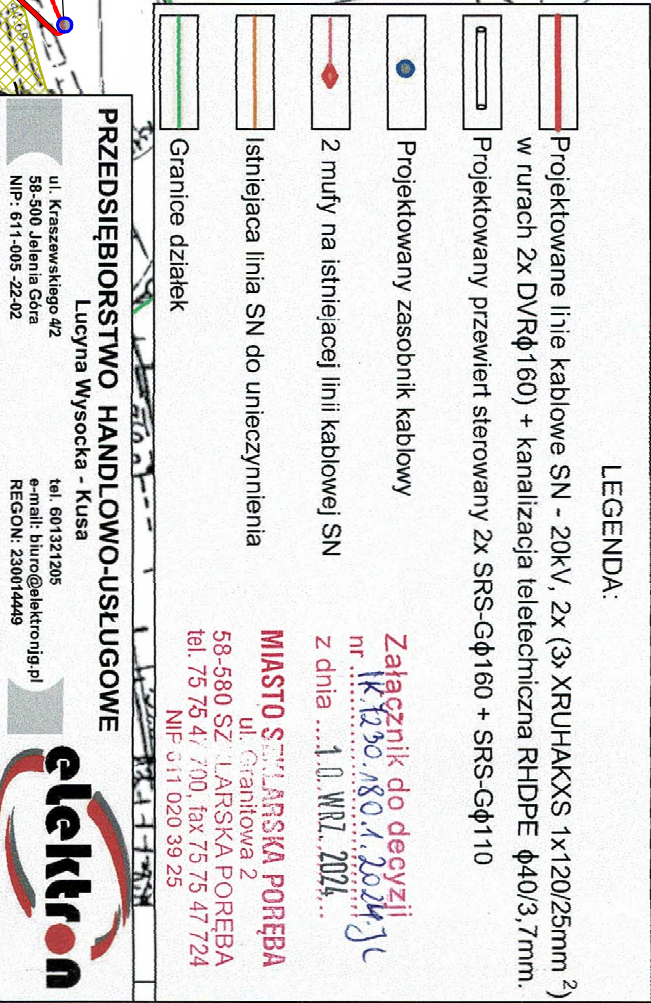 LEGENDA:
Projektowane linie kablowe SN - 20kV, 2x (3x XRUHAKXS 1x120/25mm²)
w rurach 2x DVRϕ160) + kanalizacja teletechniczna RHDPE ϕ40/3,7mm.
Projektowany przewiert sterowany 2x SRS-Gϕ160 + SRS-Gϕ110
Projektowany zasobnik kablowy
2 mufy na istniejacej linii kablowej SN
Istniejaca linia SN do unieczynnienia
Granice działek
Załącznik do decyzji
nr IK.7230.180.1.2024.JC
z dnia 10. WRZ. 2024
MIASTO SZKLARSKA PORĘBA
ul. Granitowa 2
58-580 SZKLARSKA PORĘBA
tel. 75 75 47 700, fax 75 75 47 724
NIP 611 020 39 25
PRZEDSIĘBIORSTWO HANDLOWO-USŁUGOWE
Lucyna Wysocka - Kusa
ul. Kraszewskiego 4/2
58-500 Jelenia Góra
NIP: 611-005-22-02
tel. 601321205
e-mail: biuro@elektronjg.pl
REGON: 230014449
elektron